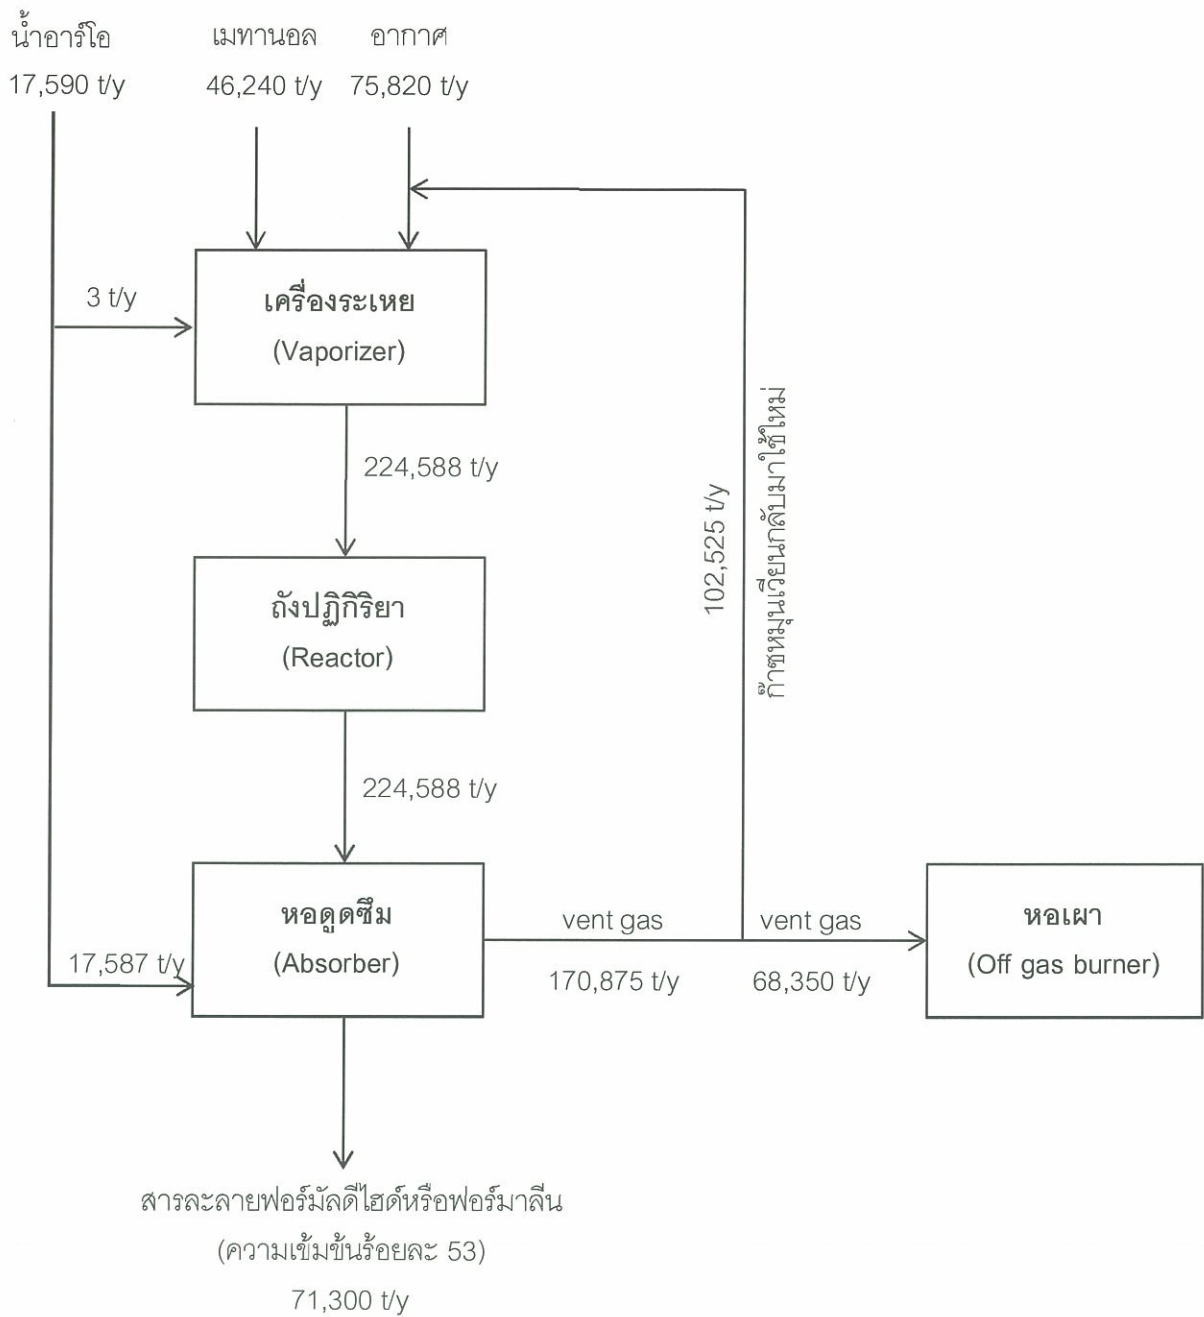 น้ำอาร์โอ
17,590 t/y
เมทานอล
46,240 t/y
อากาศ
75,820 t/y
3 t/y
เครื่องระเหย
(Vaporizer)
224,588 t/y
102,525 t/y
ก๊าซหมุนเวียนกลับมาใช้ใหม่
ถังปฏิกิริยา
(Reactor)
224,588 t/y
17,587 t/y
หอดูดซึม
(Absorber)
vent gas
170,875 t/y
vent gas
68,350 t/y
หอเผา
(Off gas burner)
สารละลายฟอร์มัลดีไฮด์หรือฟอร์มาลีน
(ความเข้มข้นร้อยละ 53)
71,300 t/y